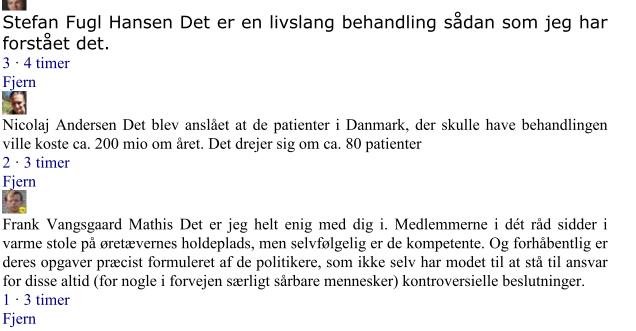 Stefan Fugl Hansen Det er en livslang behandling sådan som jeg har
forstået det.
3 · 4 timer
Fjern
Nicolaj Andersen Det blev anslået at de patienter i Danmark, der skulle have behandlingen
ville koste ca. 200 mio om året. Det drejer sig om ca. 80 patienter
2 · 3 timer
Fjern
Frank Vangsgaard Mathis Det er jeg helt enig med dig i. Medlemmerne i dét råd sidder i
varme stole på øretævernes holdeplads, men selvfølgelig er de kompetente. Og forhåbentlig er
deres opgaver præcist formuleret af de politikere, som ikke selv har modet til at stå til ansvar
for disse altid (for nogle i forvejen særligt sårbare mennesker) kontroversielle beslutninger.
1 · 3 timer
Fjern